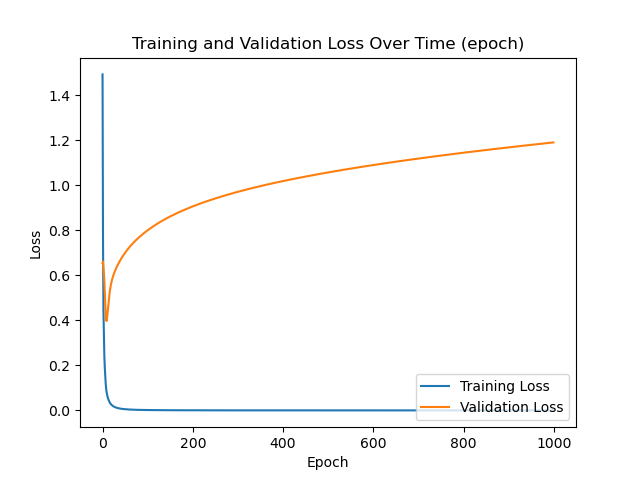 Training and Validation Loss Over Time (epoch)
Loss
1.4
1.2
1.0
0.8
0.6
0.4
0.2
0.0
Training Loss
Validation Loss
0 200 400 600 800 1000
Epoch